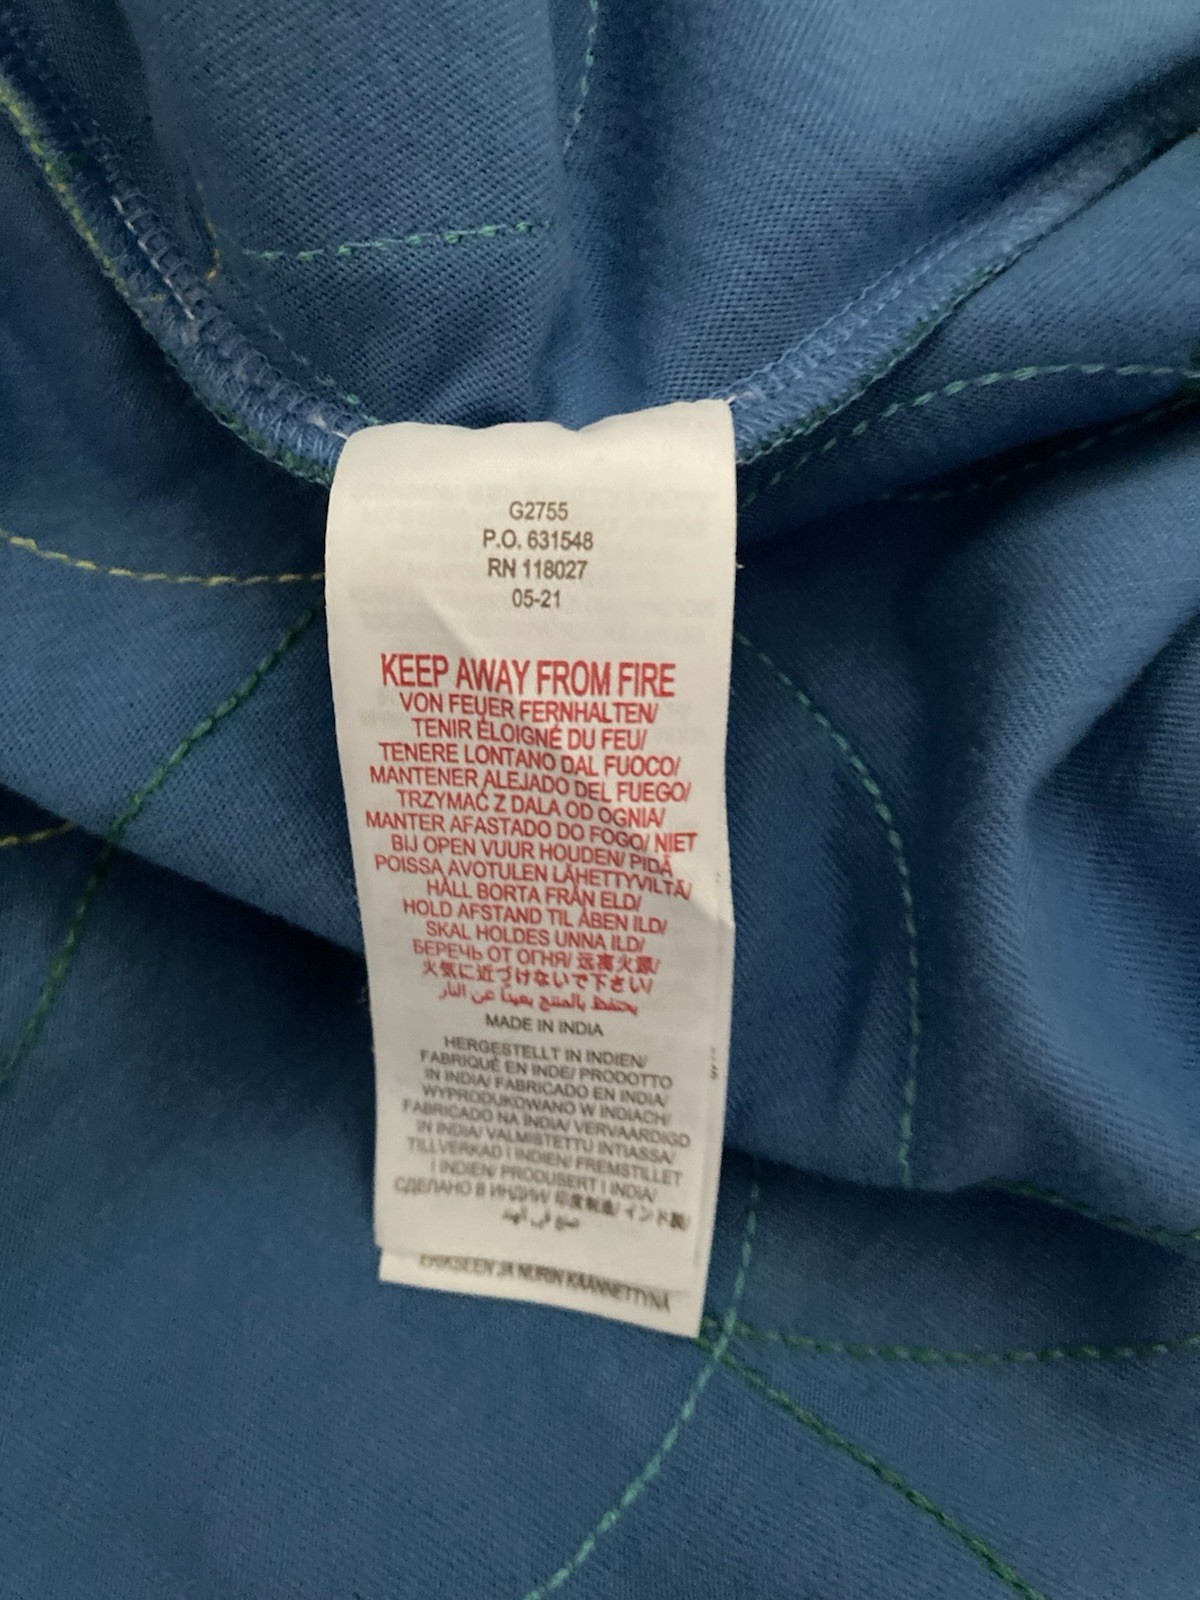 G2755
P.O. 631548
RN 118027
05-21
KEEP AWAY FROM FIRE
VON FEUER FERNHALTEN/
TENIR ÉLOIGNÉ DU FEU/
TENERE LONTANO DAL FUOCO/
MANTENER ALEJADO DEL FUEGO/
TRZYMAĆ Z DALA OD OGNIA/
MANTER AFASTADO DO FOGO/ NIET
BIJ OPEN VUUR HOUDEN/ PIDÄ
POISSA AVOTULEN LÄHETTYVILTÄ/
HÅLL BORTA FRÅN ELD/
HOLD AFSTAND TIL ÅBEN ILD/
SKAL HOLDES UNNA ILD/
БЕРЕЧЬ ОТ ОГНЯ/ 远离火源/
火気に近づけないで下さい/
يحتفظ بالمنتج بعيداً عن النار
MADE IN INDIA
HERGESTELLT IN INDIEN/
FABRIQUÉ EN INDE/ PRODOTTO
IN INDIA/ FABRICADO EN INDIA/
WYPRODUKOWANO W INDIACH/
FABRICADO NA ÍNDIA/ VERVAARDIGD
IN INDIA/ VALMISTETTU INTIASSA/
TILLVERKAD I INDIEN/ FREMSTILLET
I INDIEN/ PRODUSERT I INDIA/
СДЕЛАНО В ИНДИИ/ 印度制造/ インド製/
صنع في الهند
ERIKSEEN JA NURIN KÄÄNNETTYNÄ